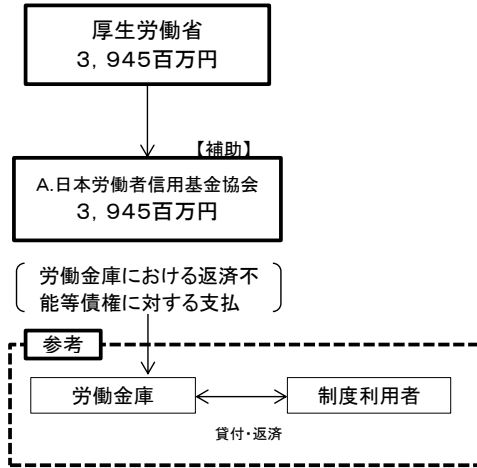 厚生労働省
3，945百万円
【補助】
A.日本労働者信用基金協会
3，945百万円
労働金庫における返済不
能等債権に対する支払
参考
労働金庫
制度利用者
貸付・返済